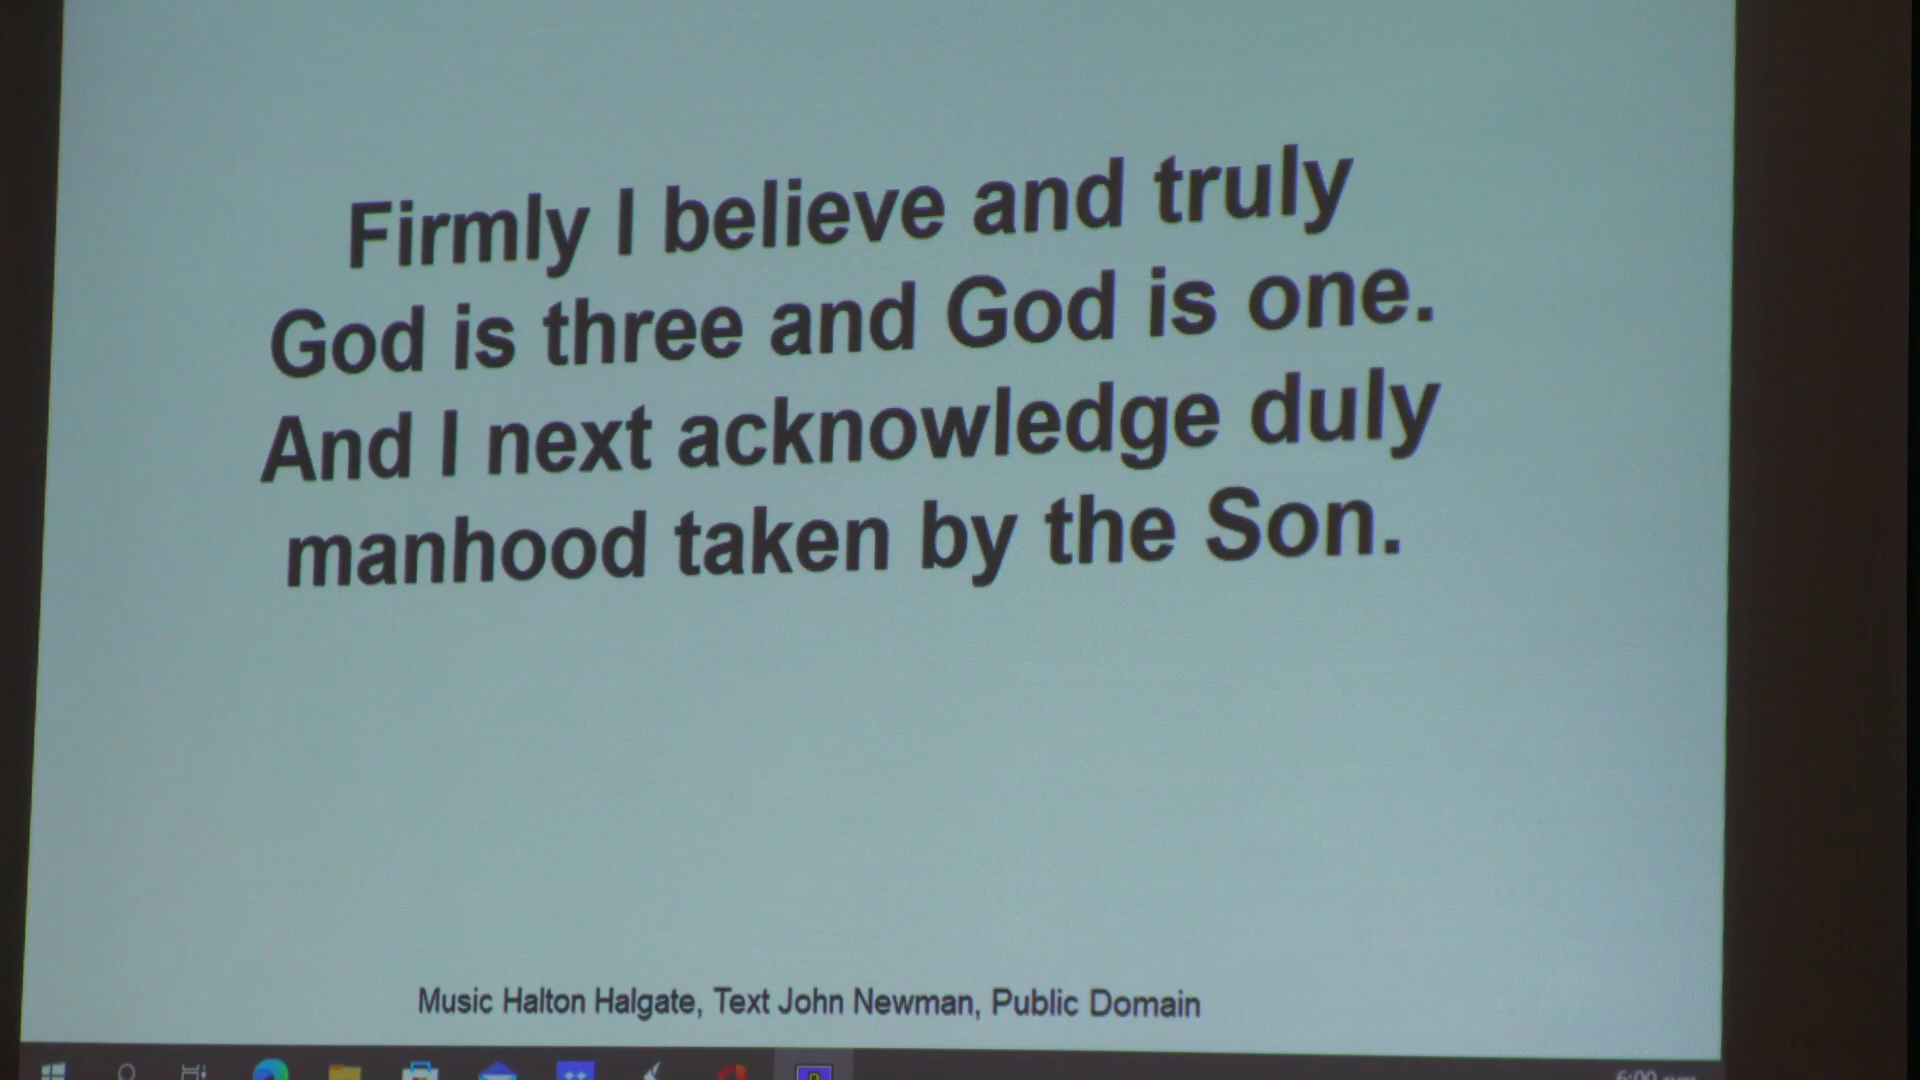 Firmly I believe and truly
God is three and God is one.
And I next acknowledge duly
manhood taken by the Son.
Music Halton Halgate, Text John Newman, Public Domain